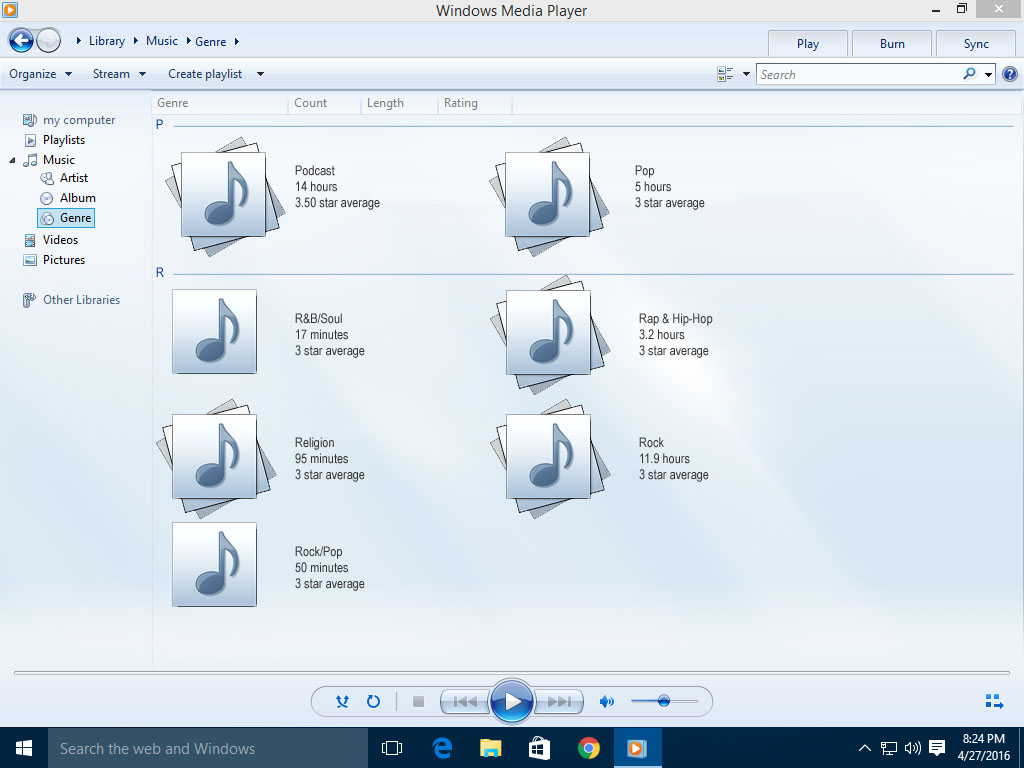 Windows Media Player
Library Music Genre
Play Burn Sync
Organize Stream Create playlist Search
Genre Count Length Rating
my computer
Playlists
Music
Artist
Album
Genre
Videos
Pictures
Other Libraries
P
Podcast
14 hours
3.50 star average
Pop
5 hours
3 star average
R
R&B/Soul
17 minutes
3 star average
Rap & Hip-Hop
3.2 hours
3 star average
Religion
95 minutes
3 star average
Rock
11.9 hours
3 star average
Rock/Pop
50 minutes
3 star average
Search the web and Windows
8:24 PM
4/27/2016